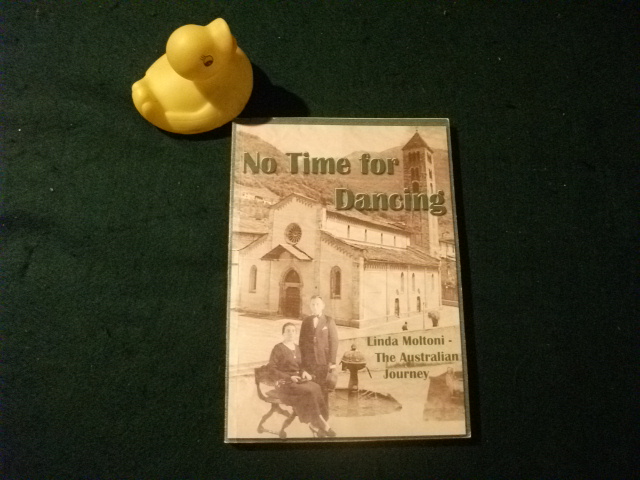 No Time for
Dancing
Linda Moltoni -
The Australian
Journey